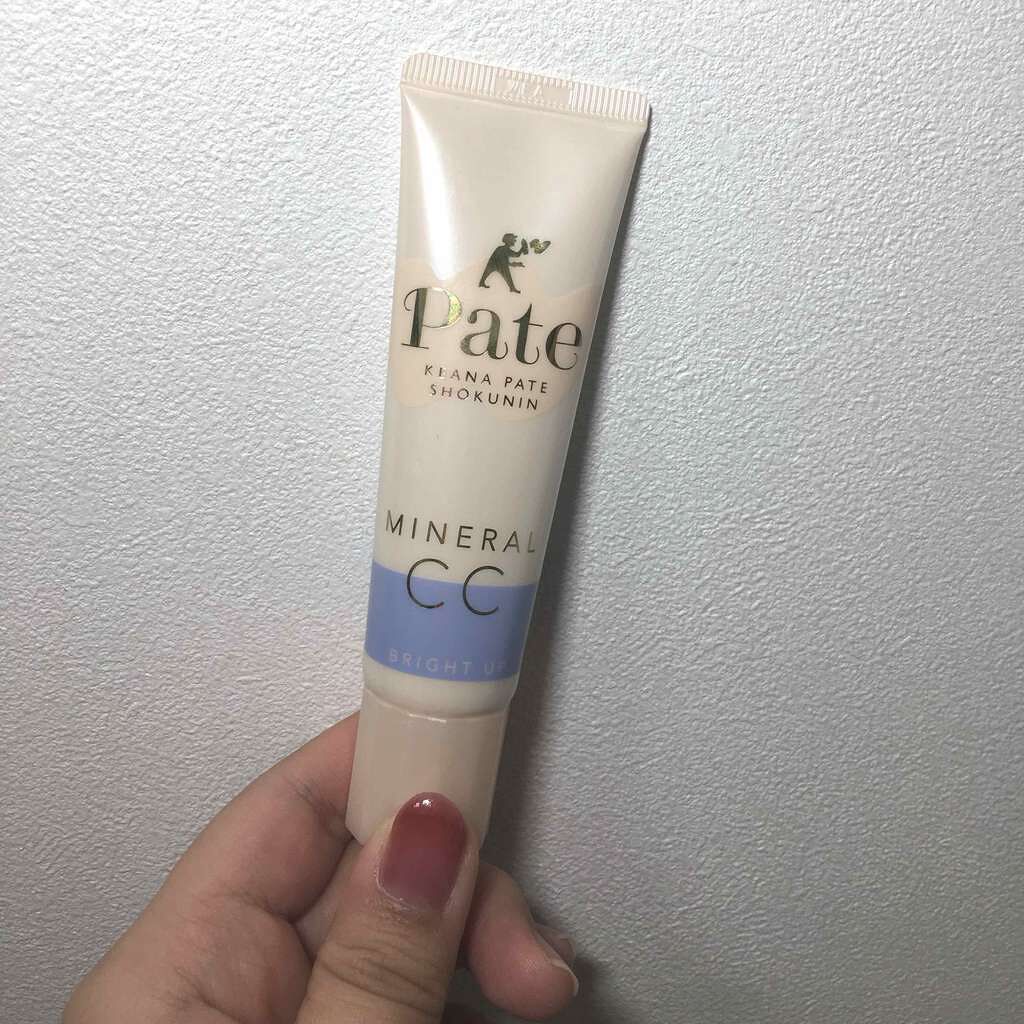 Pate
KEANA PATE
SHOKUNIN
MINERAL
CC
BRIGHT UP